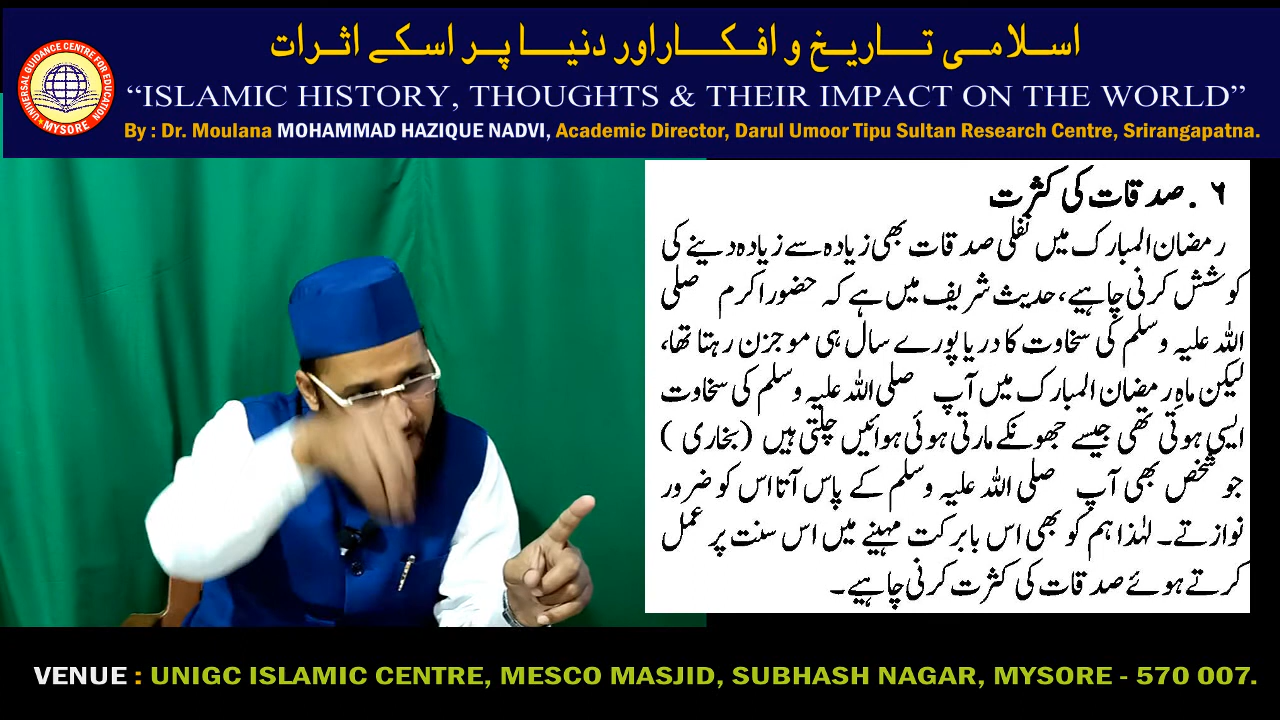 اسلامی تاریخ و افکار اور دنیا پر اسکے اثرات
“ISLAMIC HISTORY, THOUGHTS & THEIR IMPACT ON THE WORLD”
By : Dr. Moulana MOHAMMAD HAZIQUE NADVI, Academic Director, Darul Umoor Tipu Sultan Research Centre, Srirangapatna.
UNIVERSAL GUIDANCE CENTRE FOR EDUCATION
MYSORE
۶ . صدقات کی کثرت
رمضان المبارک میں نفلی صدقات بھی زیادہ سے زیادہ دینے کی
کوشش کرنی چاہیے، حدیث شریف میں ہے کہ حضور اکرم صلی
اللہ علیہ وسلم کی سخاوت کا دریا پورے سال ہی موجزن رہتا تھا،
لیکن ماہِ رمضان المبارک میں آپ صلی اللہ علیہ وسلم کی سخاوت
ایسی ہوتی تھی جیسے جھونکے مارتی ہوئی ہوائیں چلتی ہیں (بخاری )
جو شخص بھی آپ صلی اللہ علیہ وسلم کے پاس آتا اس کو ضرور
نوازتے۔ لہٰذا ہم کو بھی اس بابرکت مہینے میں اس سنت پر عمل
کرتے ہوئے صدقات کی کثرت کرنی چاہیے۔
VENUE : UNIGC ISLAMIC CENTRE, MESCO MASJID, SUBHASH NAGAR, MYSORE - 570 007.